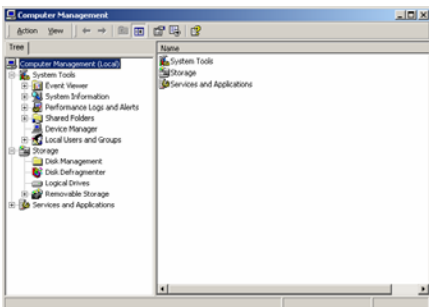 Computer Management
Action View
Tree
Computer Management (Local)
System Tools
Event Viewer
System Information
Performance Logs and Alerts
Shared Folders
Device Manager
Local Users and Groups
Storage
Disk Management
Disk Defragmenter
Logical Drives
Removable Storage
Services and Applications
Name
System Tools
Storage
Services and Applications